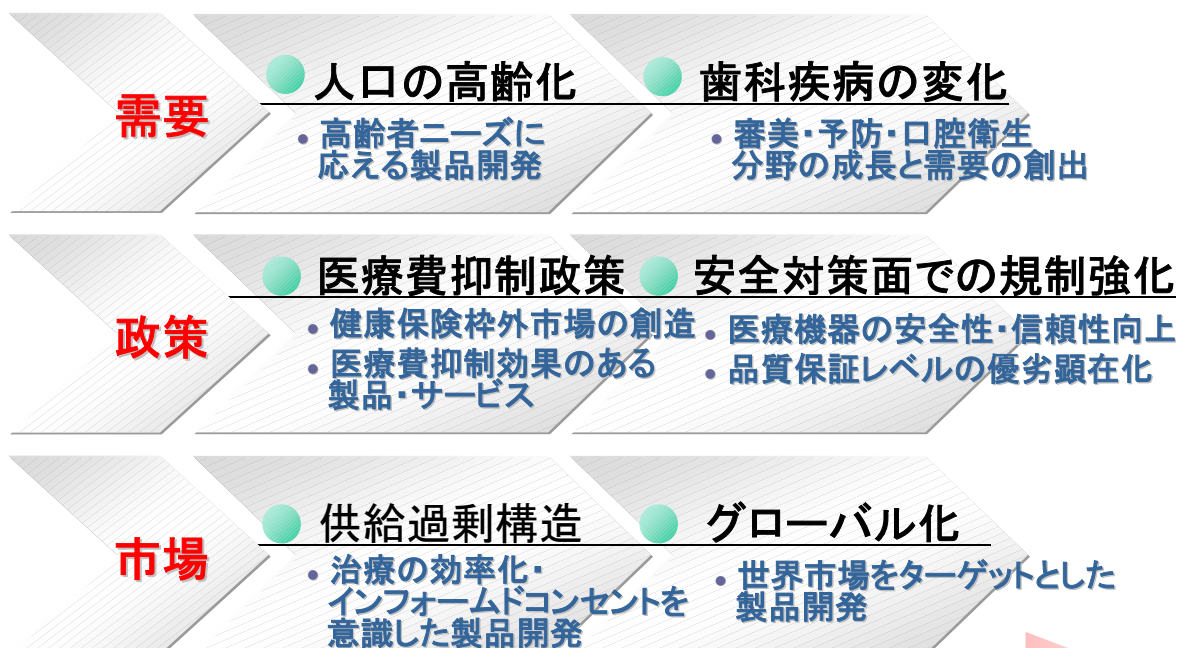 需要
人口の高齢化
• 高齢者ニーズに
応える製品開発
歯科疾病の変化
• 審美・予防・口腔衛生
分野の成長と需要の創出
政策
医療費抑制政策
• 健康保険枠外市場の創造
• 医療費抑制効果のある
製品・サービス
安全対策面での規制強化
• 医療機器の安全性・信頼性向上
• 品質保証レベルの優劣顕在化
市場
供給過剰構造
• 治療の効率化・
インフォームドコンセントを
意識した製品開発
グローバル化
• 世界市場をターゲットとした
製品開発